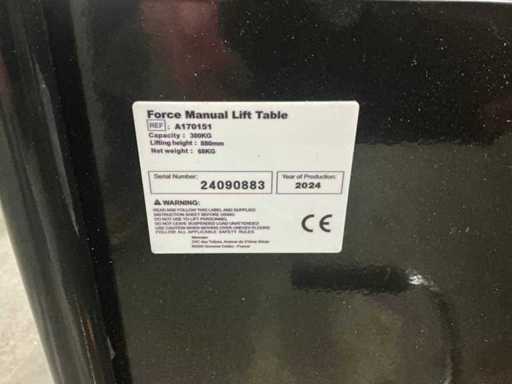 Force Manual Lift Table
REF : A170151
Capacity : 300KG
Lifting height : 880mm
Net weight : 68KG
Serial Number: 24090883
Year of Production: 2024
WARNING:
READ AND FOLLOW THIS LABEL AND SUPPLIED
INSTRUCTION SHEET BEFORE USING.
DO NOT USE TO LIFT PERSONNEL
DO NOT LEAVE SUSPENDED LOAD UNATTENDED
USE CAUTION WHEN MOVING OVER UNEVEN FLOORS
FOLLOW ALL APPLICABLE SAFETY RULES
CE